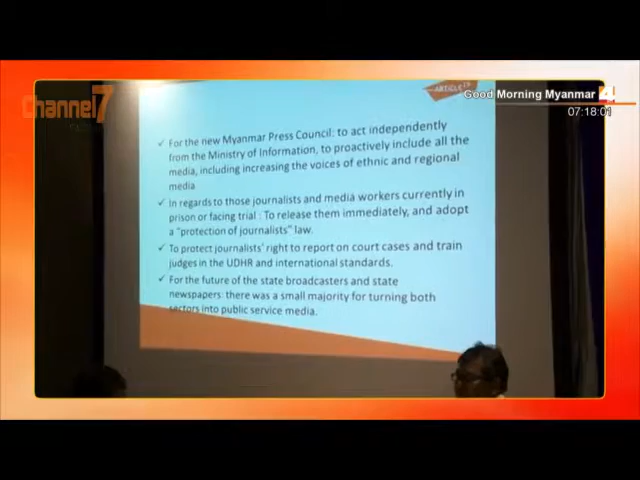 Channel 7
ARTICLE 19
Good Morning Myanmar 4
07:18:01
✓ For the new Myanmar Press Council: to act independently
from the Ministry of Information, to proactively include all the
media, including increasing the voices of ethnic and regional
media
✓ In regards to those journalists and media workers currently in
prison or facing trial : To release them immediately, and adopt
a “protection of journalists” law.
✓ To protect journalists’ right to report on court cases and train
judges in the UDHR and international standards.
✓ For the future of the state broadcasters and state
newspapers: there was a small majority for turning both
sectors into public service media.